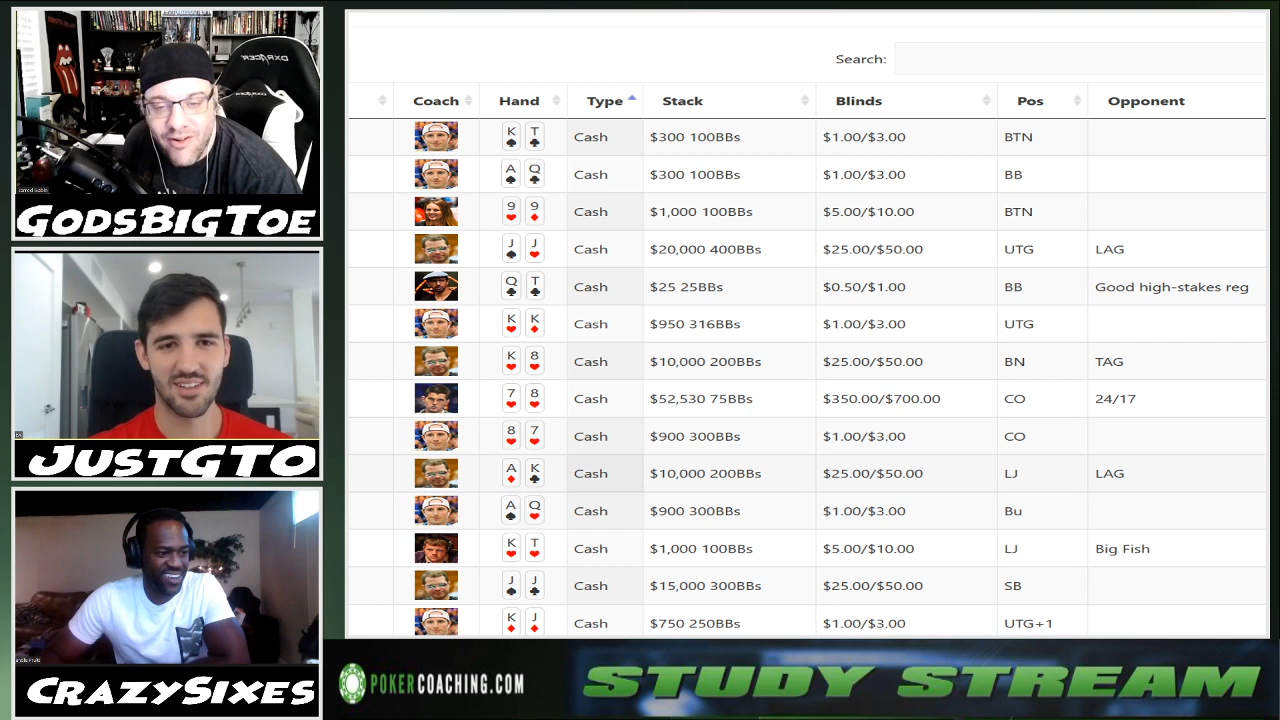 GODSBIGTOE
JUSTGTO
CRAZYSIXES
DXRACER
Search:
Coach Hand Type Stack Blinds Pos Opponent
K♠ T♣ Cash $300 100BBs $1.00/$3.00 BTN
A♠ Q♣ Cash $300 100BBs $1.00/$3.00 BB
9♥ 9♦ Cash $1,000 100BBs $5.00/$10.00 BTN
J♠ J♥ Cash $20,000 400BBs $25.00/$50.00 UTG LAG
Q♣ T♣ Cash $25 25BBs $0.50/$1.00 BB Good high-stakes reg
K♥ K♦ Cash $950 316BBs $1.00/$3.00 UTG
K♥ 8♥ Cash $10,000 200BBs $25.00/$50.00 BN TAG
7♥ 8♥ Cash $52,530 75BBs $350.00/$700.00 CO 24/17
8♥ 7♥ Cash $900 300BBs $1.00/$3.00 CO
A♦ K♣ Cash $10,000 200BBs $25.00/$50.00 LJ LAG
A♠ Q♥ Cash $900 300BBs $1.00/$3.00 Bu
K♥ T♥ Cash $1,000 100BBs $5.00/$10.00 LJ Big Fish
J♠ J♣ Cash $15,000 300BBs $25.00/$50.00 SB
K♦ J♦ Cash $750 250BBs $1.00/$3.00 UTG+1
POKERCOACHING.COM
STUDY STREAM